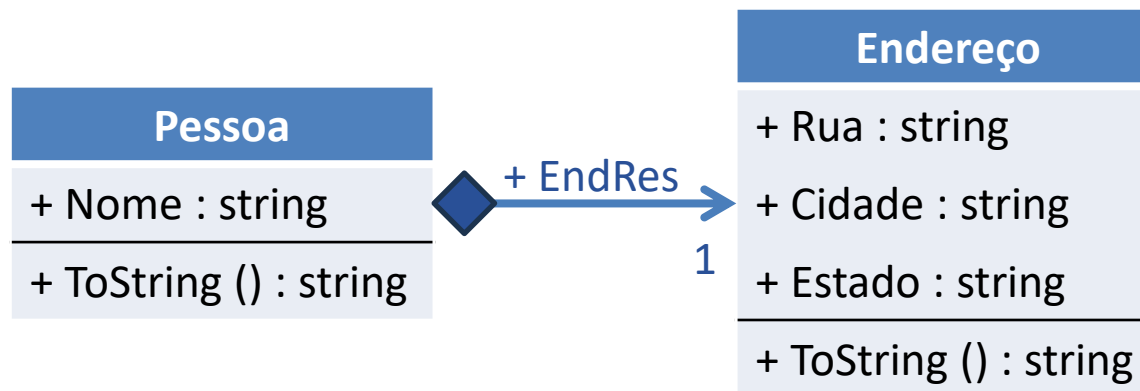 Pessoa
+ Nome : string
+ ToString () : string
+ EndRes
1
Endereço
+ Rua : string
+ Cidade : string
+ Estado : string
+ ToString () : string